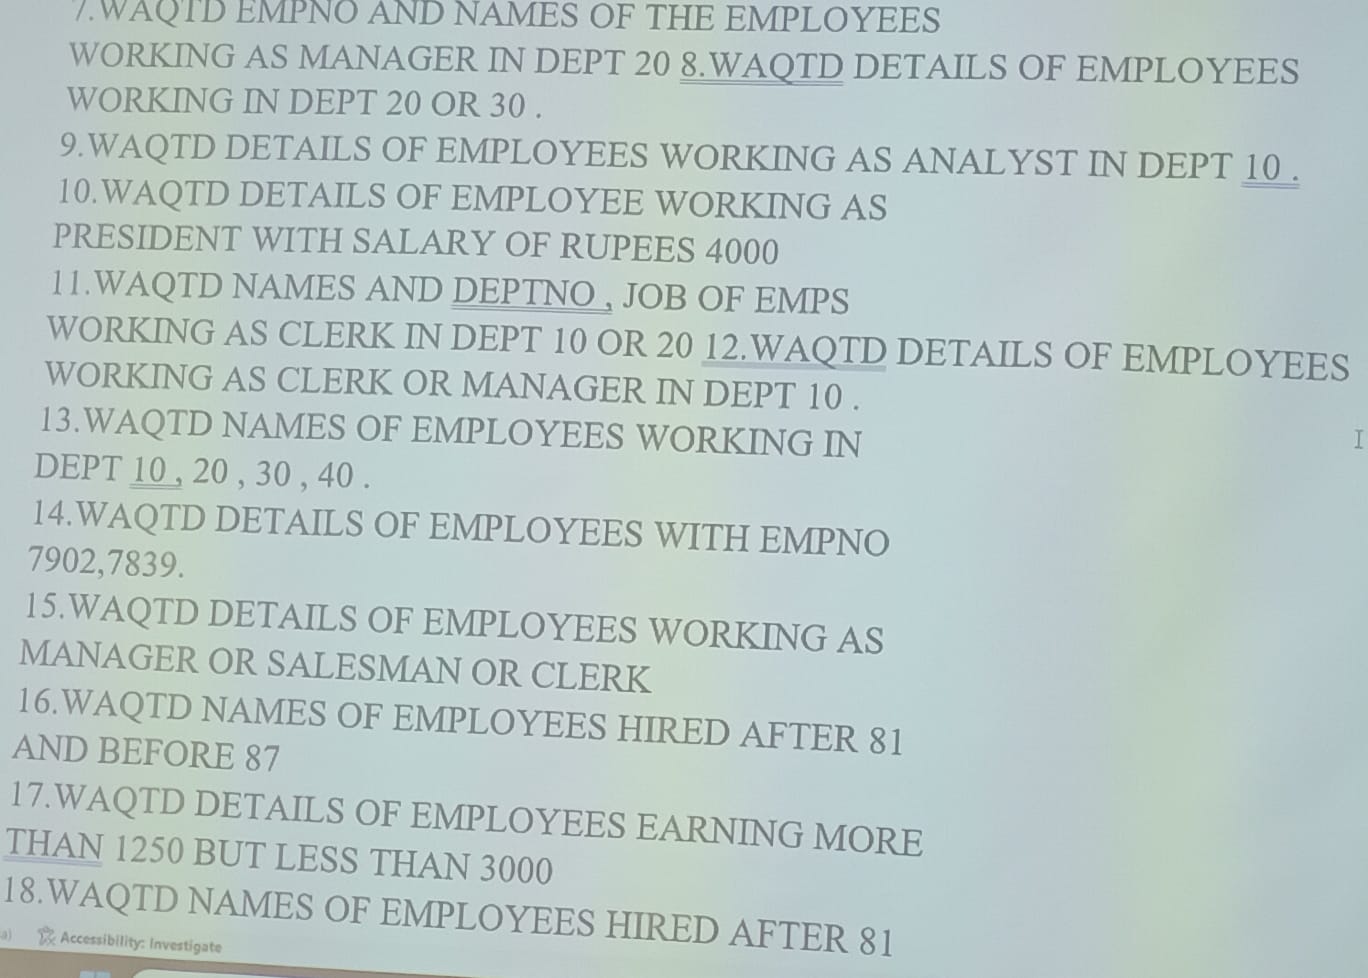 7.WAQTD EMPNO AND NAMES OF THE EMPLOYEES
WORKING AS MANAGER IN DEPT 20 8.WAQTD DETAILS OF EMPLOYEES
WORKING IN DEPT 20 OR 30 .
9.WAQTD DETAILS OF EMPLOYEES WORKING AS ANALYST IN DEPT 10 .
10.WAQTD DETAILS OF EMPLOYEE WORKING AS
PRESIDENT WITH SALARY OF RUPEES 4000
11.WAQTD NAMES AND DEPTNO , JOB OF EMPS
WORKING AS CLERK IN DEPT 10 OR 20 12.WAQTD DETAILS OF EMPLOYEES
WORKING AS CLERK OR MANAGER IN DEPT 10 .
13.WAQTD NAMES OF EMPLOYEES WORKING IN
DEPT 10 , 20 , 30 , 40 .
14.WAQTD DETAILS OF EMPLOYEES WITH EMPNO
7902,7839.
15.WAQTD DETAILS OF EMPLOYEES WORKING AS
MANAGER OR SALESMAN OR CLERK
16.WAQTD NAMES OF EMPLOYEES HIRED AFTER 81
AND BEFORE 87
17.WAQTD DETAILS OF EMPLOYEES EARNING MORE
THAN 1250 BUT LESS THAN 3000
18.WAQTD NAMES OF EMPLOYEES HIRED AFTER 81
Accessibility: Investigate